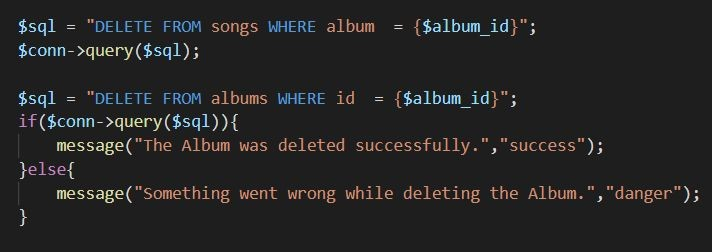 $sql = "DELETE FROM songs WHERE album  = {$album_id}";
$conn->query($sql);

$sql = "DELETE FROM albums WHERE id  = {$album_id}";
if($conn->query($sql)){
    message("The Album was deleted successfully.","success");
}else{
    message("Something went wrong while deleting the Album.","danger");
}